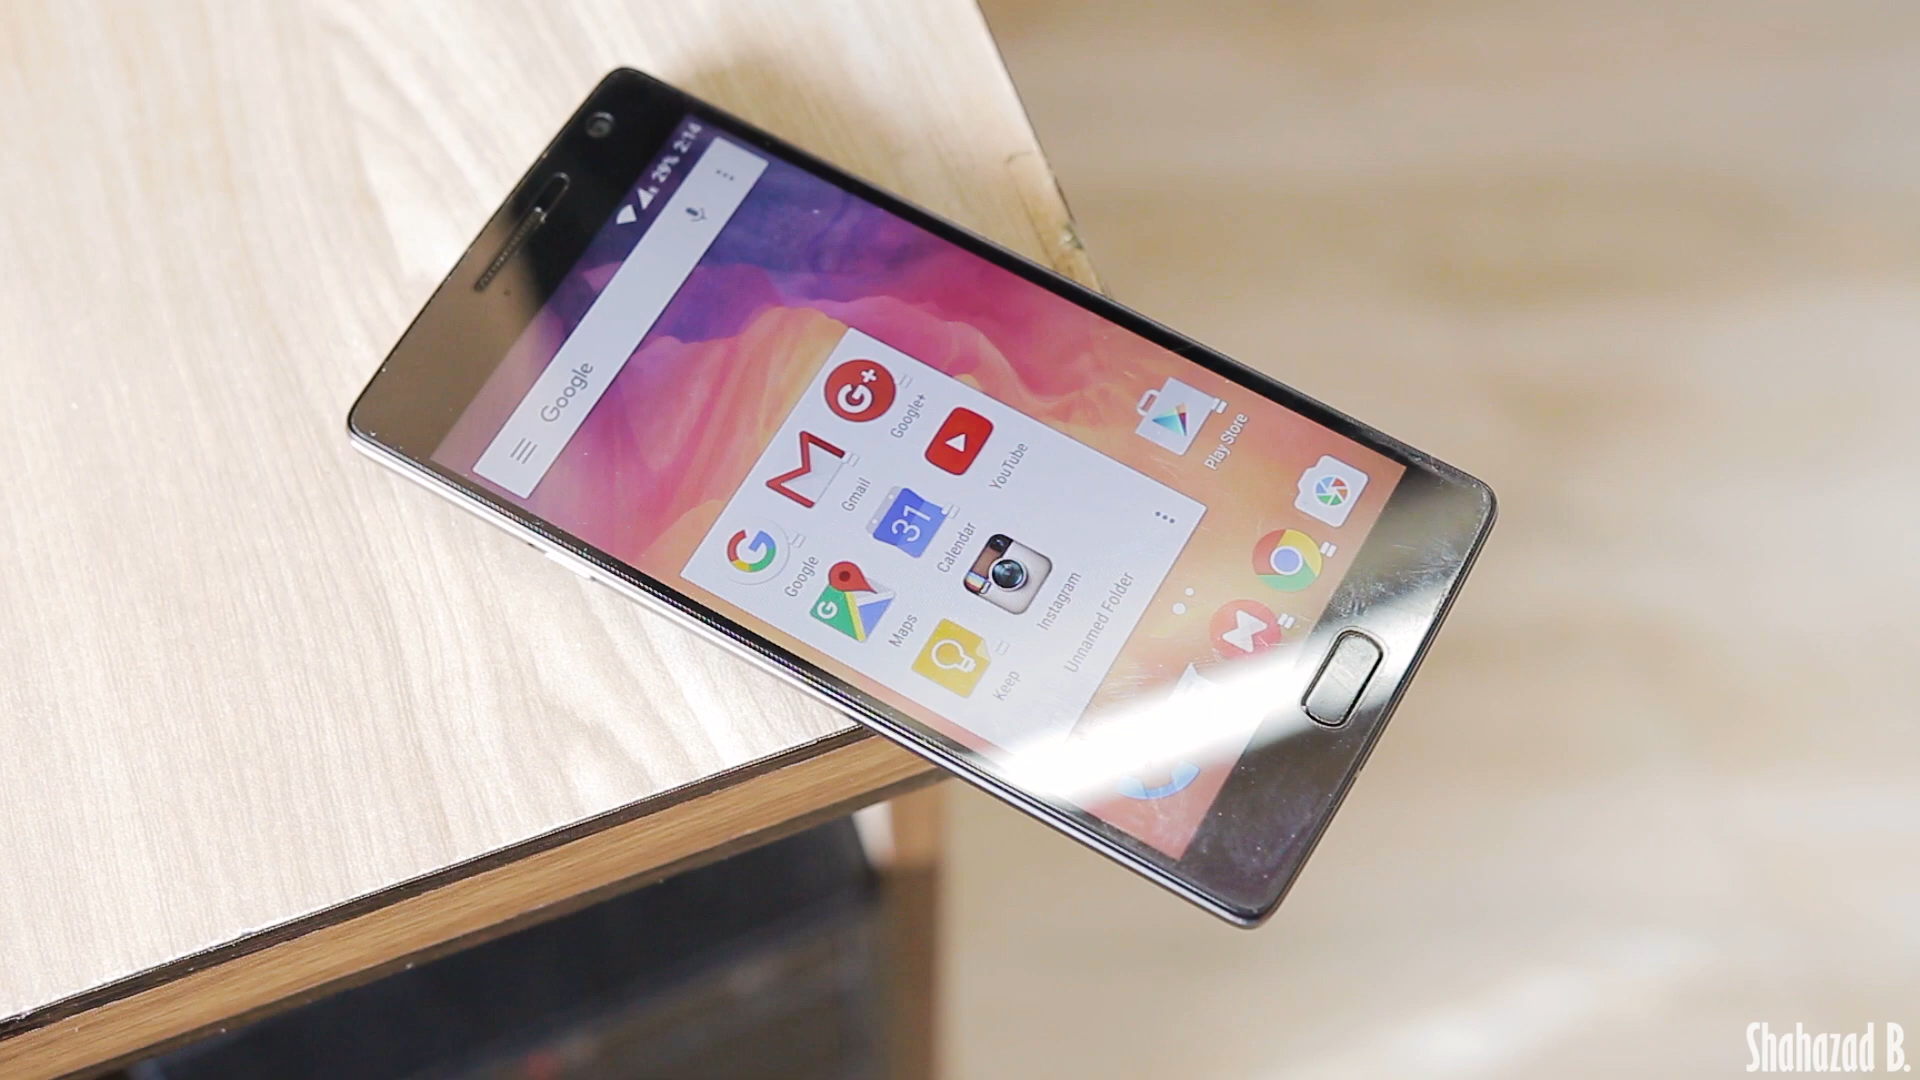 29% 2:14
Google
Google
Gmail
Google+
G+
Maps
Calendar
31
YouTube
Keep
Instagram
Unnamed Folder
Play Store
Shahazad B.